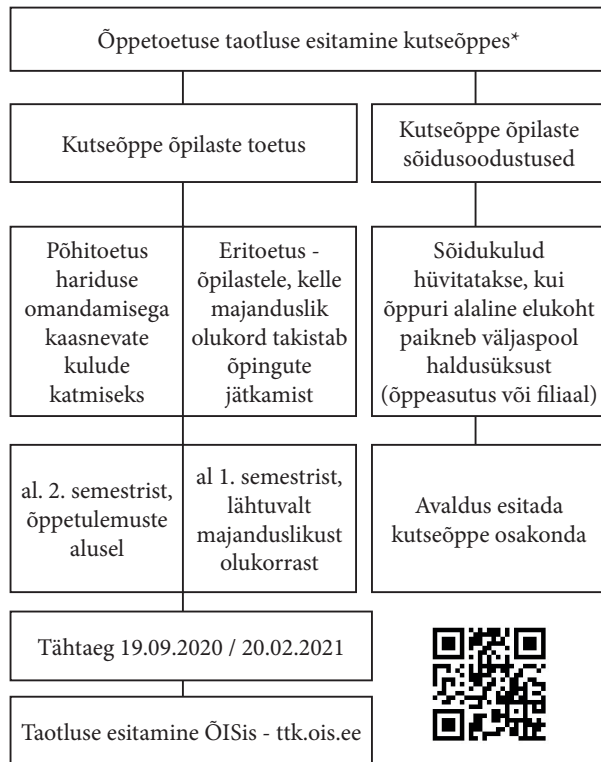 Õppetoetuse taotluse esitamine kutseõppes*
Kutseõppe õpilaste toetus
Kutseõppe õpilaste
sõidusoodustused
Põhitoetus
hariduse
omandamisega
kaasnevate
kulude
katmiseks
Eritoetus -
õpilastele, kelle
majanduslik
olukord takistab
õpingute
jätkamist
Sõidukulud
hüvitatakse, kui
õppuri alaline elukoht
paikneb väljaspool
haldusüksust
(õppeasutus või filiaal)
al. 2. semestrist,
õppetulemuste
alusel
al 1. semestrist,
lähtuvalt
majanduslikust
olukorrast
Avaldus esitada
kutseõppe osakonda
Tähtaeg 19.09.2020 / 20.02.2021
Taotluse esitamine ÕISis - ttk.ois.ee